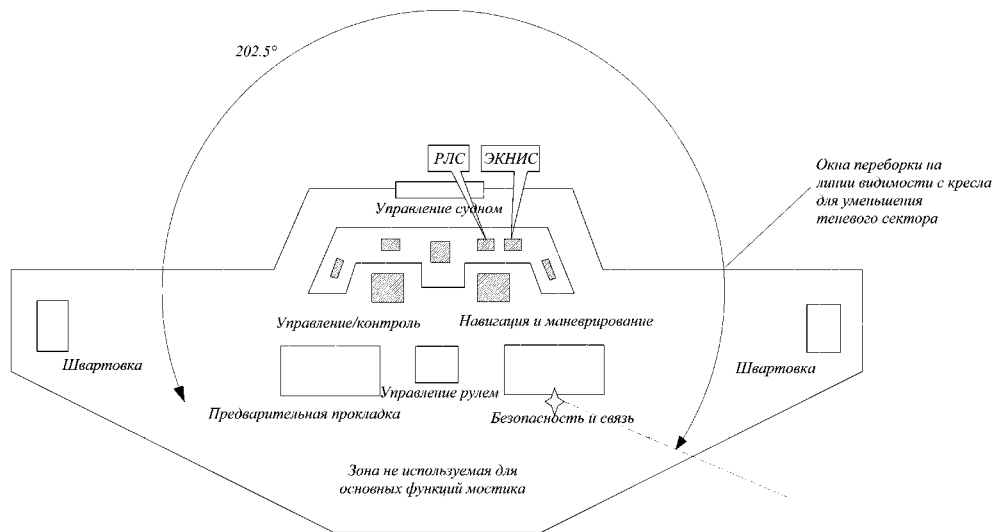 202.5°
РЛС
ЭКНИС
Окна переборки на
линии видимости с кресла
для уменьшения
теневого сектора
Управление судном
Управление/контроль
Навигация и маневрирование
Швартовка
Швартовка
Управление рулем
Предварительная прокладка
Безопасность и связь
Зона не используемая для
основных функций мостика